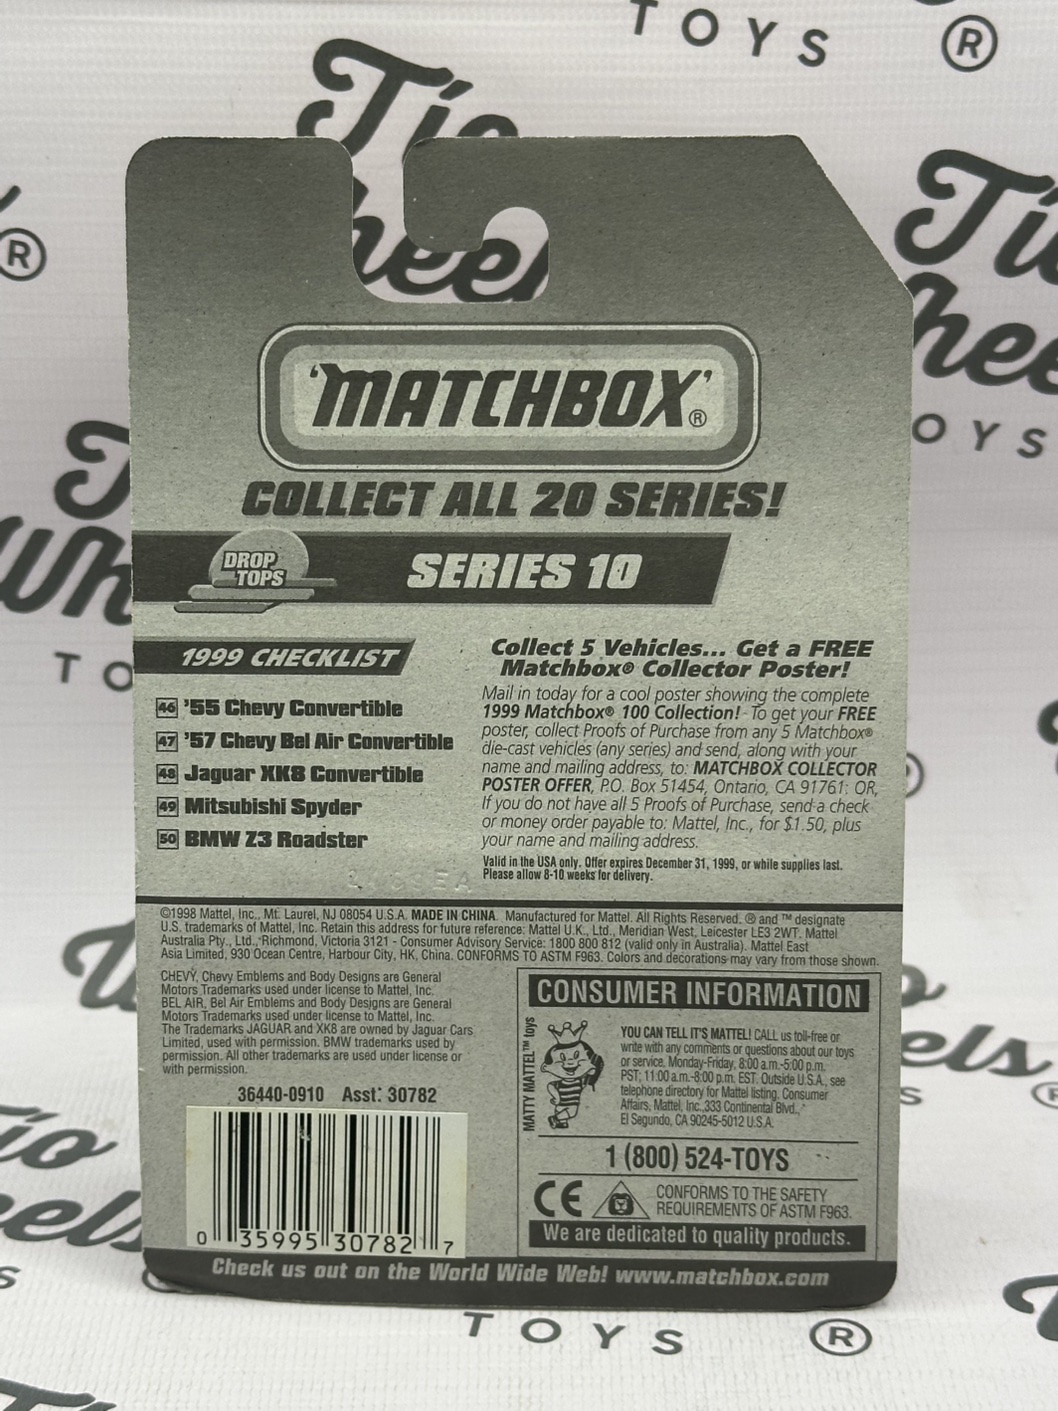 TOYS ®
Tío
Wheels
®
'MATCHBOX'®
COLLECT ALL 20 SERIES!
DROP
TOPS
SERIES 10
1999 CHECKLIST
46 '55 Chevy Convertible
47 '57 Chevy Bel Air Convertible
48 Jaguar XK8 Convertible
49 Mitsubishi Spyder
50 BMW Z3 Roadster
Collect 5 Vehicles... Get a FREE
Matchbox® Collector Poster!
Mail in today for a cool poster showing the complete
1999 Matchbox® 100 Collection! To get your FREE
poster, collect Proofs of Purchase from any 5 Matchbox®
die-cast vehicles (any series) and send, along with your
name and mailing address, to: MATCHBOX COLLECTOR
POSTER OFFER, P.O. Box 51454, Ontario, CA 91761: OR,
If you do not have all 5 Proofs of Purchase, send a check
or money order payable to: Mattel, Inc., for $1.50, plus
your name and mailing address.
Valid in the USA only. Offer expires December 31, 1999, or while supplies last.
Please allow 8-10 weeks for delivery.
©1998 Mattel, Inc., Mt. Laurel, NJ 08054 U.S.A. MADE IN CHINA. Manufactured for Mattel. All Rights Reserved. ® and ™ designate
U.S. trademarks of Mattel, Inc. Retain this address for future reference: Mattel U.K., Ltd., Meridian West, Leicester LE3 2WT. Mattel
Australia Pty., Ltd., Richmond, Victoria 3121 - Consumer Advisory Service: 1800 800 812 (valid only in Australia). Mattel East
Asia Limited, 930 Ocean Centre, Harbour City, HK, China. CONFORMS TO ASTM F963. Colors and decorations may vary from those shown.
CHEVY, Chevy Emblems and Body Designs are General
Motors Trademarks used under license to Mattel, Inc.
BEL AIR, Bel Air Emblems and Body Designs are General
Motors Trademarks used under license to Mattel, Inc.
The Trademarks JAGUAR and XK8 are owned by Jaguar Cars
Limited, used with permission. BMW trademarks used by
permission. All other trademarks are used under license or
with permission.
36440-0910 Asst: 30782
0 35995 30782 7
CONSUMER INFORMATION
MATTY MATTEL™ toys
YOU CAN TELL IT'S MATTEL! CALL us toll-free or
write with any comments or questions about our toys
or service. Monday-Friday, 8:00 a.m.-5:00 p.m.
PST; 11:00 a.m.-8:00 p.m. EST. Outside U.S.A., see
telephone directory for Mattel listing. Consumer
Affairs, Mattel, Inc.,333 Continental Blvd.,
El Segundo, CA 90245-5012 U.S.A.
1 (800) 524-TOYS
CE
CONFORMS TO THE SAFETY
REQUIREMENTS OF ASTM F963.
We are dedicated to quality products.
Check us out on the World Wide Web! www.matchbox.com
TOYS ®